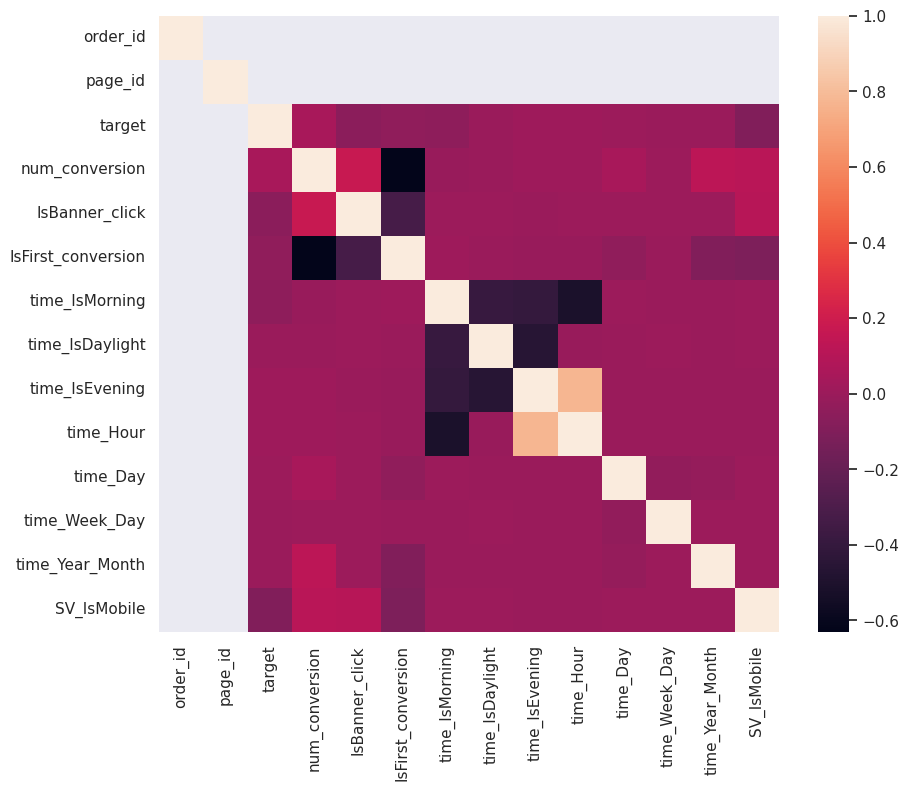 order_id
page_id
target
num_conversion
IsBanner_click
IsFirst_conversion
time_IsMorning
time_IsDaylight
time_IsEvening
time_Hour
time_Day
time_Week_Day
time_Year_Month
SV_IsMobile
order_id
page_id
target
num_conversion
IsBanner_click
IsFirst_conversion
time_IsMorning
time_IsDaylight
time_IsEvening
time_Hour
time_Day
time_Week_Day
time_Year_Month
SV_IsMobile
1.0
0.8
0.6
0.4
0.2
0.0
−0.2
−0.4
−0.6